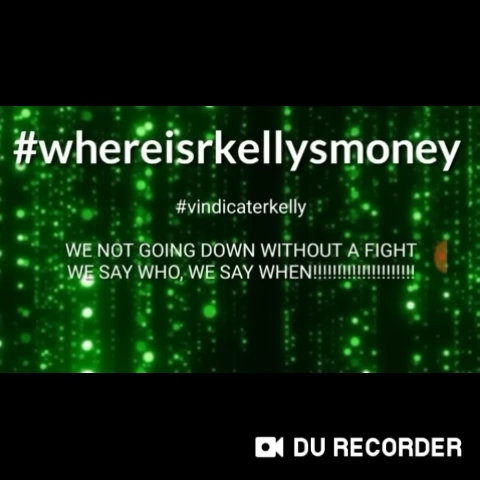 #whereisrkellysmoney
#vindicaterkelly
WE NOT GOING DOWN WITHOUT A FIGHT
WE SAY WHO, WE SAY WHEN!!!!!!!!!!!!!!!!!!!!!
DU RECORDER